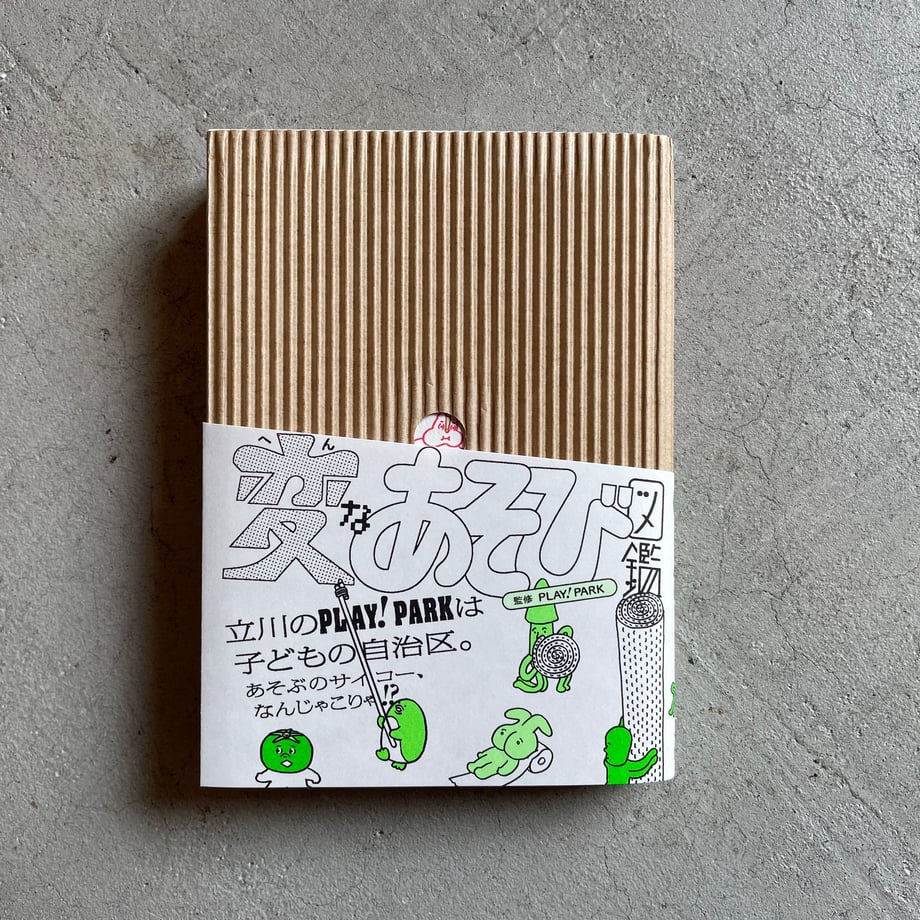 へん
変なあそび図鑑
監修 PLAY! PARK
立川のPLAY! PARKは
子どもの自治区。
あそぶのサイコー、
なんじゃこりゃ!?